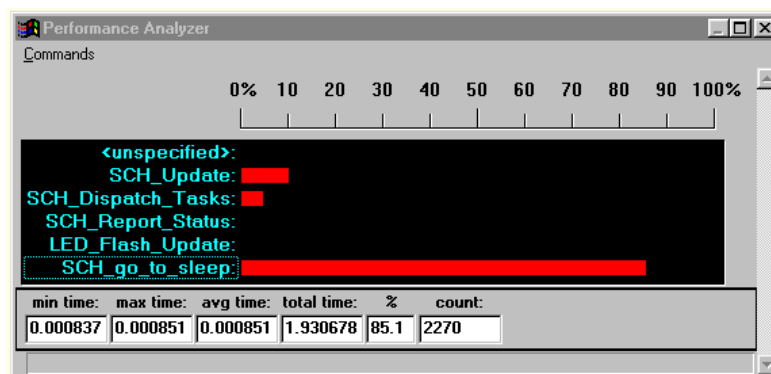 Performance Analyzer
Commands
0% 10 20 30 40 50 60 70 80 90 100%
<unspecified>:
SCH_Update:
SCH_Dispatch_Tasks:
SCH_Report_Status:
LED_Flash_Update:
SCH_go_to_sleep:
min time: max time: avg time: total time: % count:
0.000837 0.000851 0.000851 1.930678 85.1 2270